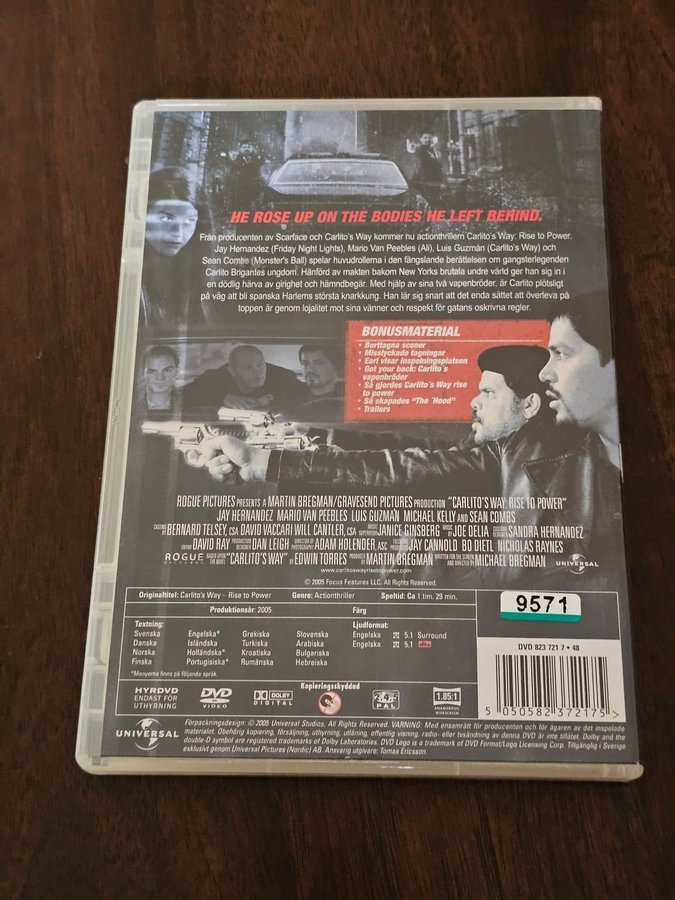 HE ROSE UP ON THE BODIES HE LEFT BEHIND.
Från producenten av Scarface och Carlito's Way kommer nu actionthrillern Carlito's Way: Rise to Power.
Jay Hernandez (Friday Night Lights), Mario Van Peebles (Ali), Luis Guzmán (Carlito's Way) och
Sean Combs (Monster's Ball) spelar huvudrollerna i den fängslande berättelsen om gangsterlegenden
Carlito Brigantes ungdom. Hänförd av makten bakom New Yorks brutala undre värld ger han sig in i
en dödlig härva av girighet och hämndbegär. Med hjälp av sina två vapenbröder, är Carlito plötsligt
på väg att bli spanska Harlems största knarkkung. Han lär sig snart att det enda sättet att överleva på
toppen är genom lojalitet mot sina vänner och respekt för gatans oskrivna regler.
BONUSMATERIAL
• Borttagna scener
• Misslyckade tagningar
• Earl visar inspelningsplatsen
• Got your back: Carlito's
vapenbröder
• Så gjordes Carlito's Way rise
to power
• Så skapades "The 'Hood"
• Trailers
ROGUE PICTURES PRESENTS A MARTIN BREGMAN/GRAVESEND PICTURES PRODUCTION "CARLITO'S WAY: RISE TO POWER"
JAY HERNANDEZ MARIO VAN PEEBLES LUIS GUZMÁN MICHAEL KELLY AND SEAN COMBS
CASTING BY BERNARD TELSEY, CSA DAVID VACCARI WILL CANTLER, CSA MUSIC SUPERVISION JANICE GINSBERG MUSIC BY JOE DELIA COSTUME DESIGNER SANDRA HERNANDEZ
EDITOR DAVID RAY PRODUCTION DESIGNER DAN LEIGH DIRECTOR OF PHOTOGRAPHY ADAM HOLENDER, ASC EXECUTIVE PRODUCERS JAY CANNOLD BO DIETL NICHOLAS RAYNES
ROGUE PICTURES BASED UPON THE NOVEL "CARLITO'S WAY" BY EDWIN TORRES PRODUCED BY MARTIN BREGMAN WRITTEN FOR THE SCREEN AND DIRECTED BY MICHAEL BREGMAN UNIVERSAL
www.carlitoswayrisetopower.com
© 2005 Focus Features LLC. All Rights Reserved.
Originaltitel: Carlito's Way – Rise to Power Genre: Actionthriller Speltid: Ca 1 tim. 29 min.
9571
Produktionsår: 2005 Färg
Textning: Ljudformat:
Svenska Engelska* Grekiska Slovenska Engelska 5.1 Surround
Danska Isländska Turkiska Arabiska Engelska 5.1 dts
Norska Holländska* Kroatiska Bulgariska
Finska Portugisiska* Rumänska Hebreiska
*Menyerna finns på följande språk.
DVD 823 721 7 • 48
HYRDVD
ENDAST FÖR
UTHYRNING
DVD
VIDEO
DOLBY
DIGITAL
Kopieringsskyddad
2,4
PAL
1.85:1
ANAMORPHIC
WIDESCREEN
5 050582 372175 >
UNIVERSAL
Förpackningsdesign: © 2005 Universal Studios. All Rights Reserved. VARNING: Med ensamrätt för producenten och för ägaren av det inspelade
materialet. Obehörig kopiering, försäljning, uthyrning, utlåning, offentlig visning, radio- eller tv-sändning av denna DVD är inte tillåtet. Dolby and the
double-D symbol are registered trademarks of Dolby Laboratories. DVD Logo is a trademark of DVD Format/Logo Licensing Corp. Tillgänglig i Sverige
exklusivt genom Universal Pictures (Nordic) AB. Ansvarig utgivare: Tomas Ericsson.